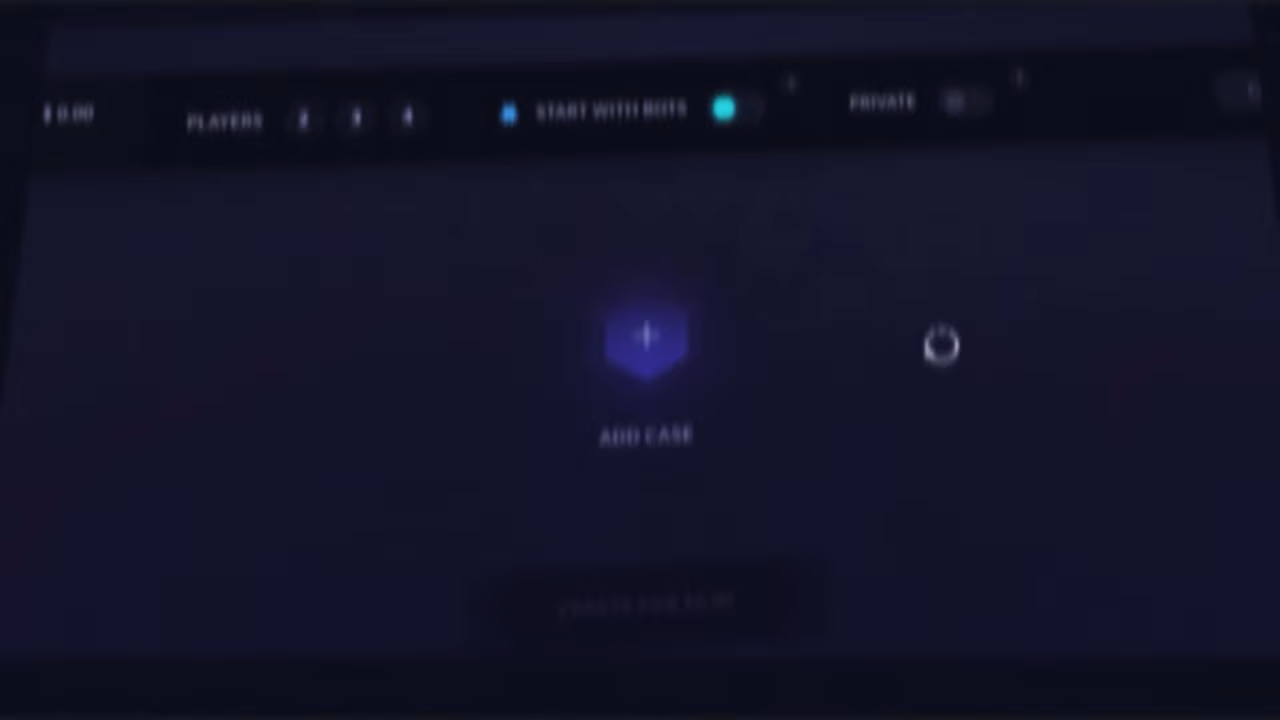 $ 0.00
PLAYERS 2 3 4
START WITH BOTS
PRIVATE
ADD CASE